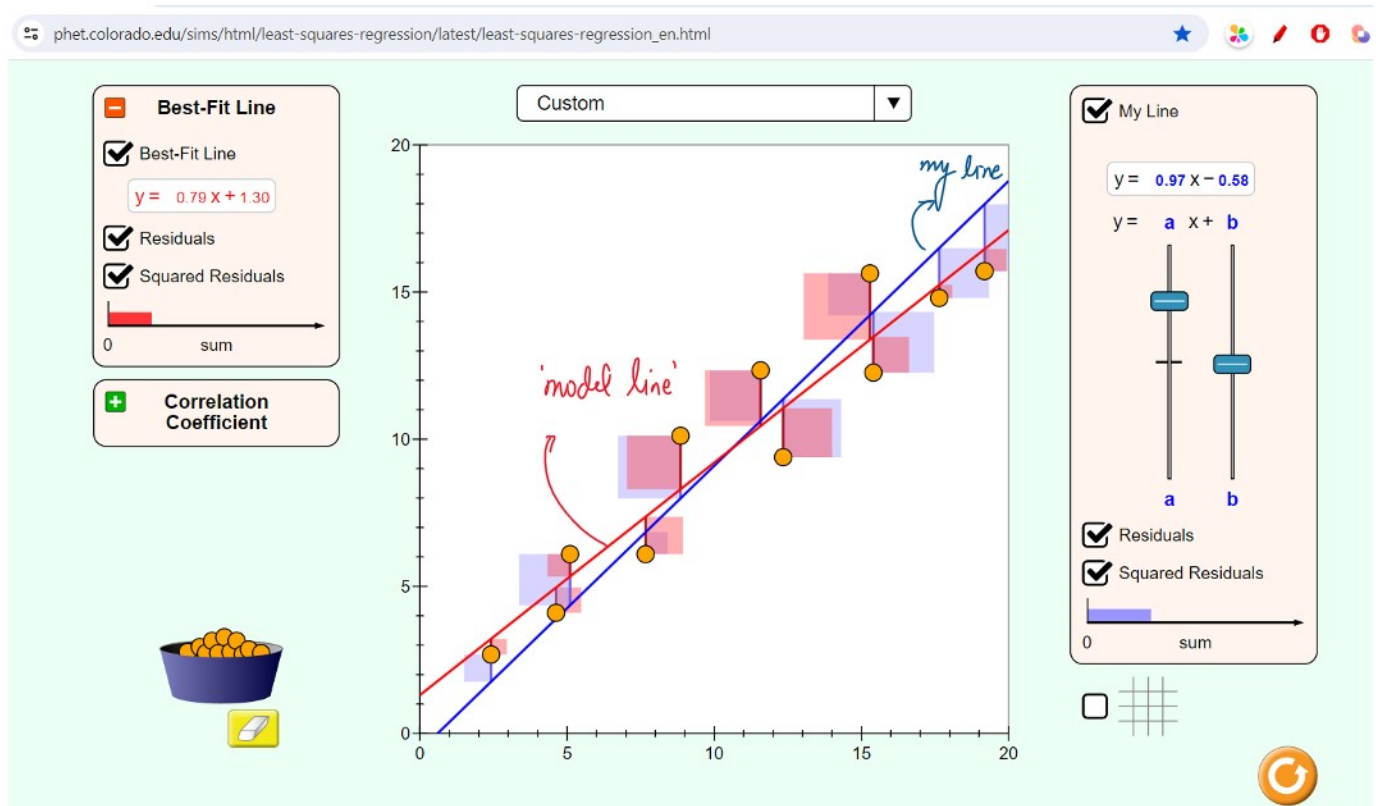 phet.colorado.edu/sims/html/least-squares-regression/latest/least-squares-regression_en.html
Best-Fit Line
Best-Fit Line
y = 0.79 x + 1.30
Residuals
Squared Residuals
0
sum
Correlation
Coefficient
Custom
20
15
10
5
0
0
5
10
15
20
my line
'model line'
My Line
y = 0.97 x − 0.58
y = a x + b
a b
Residuals
Squared Residuals
0
sum